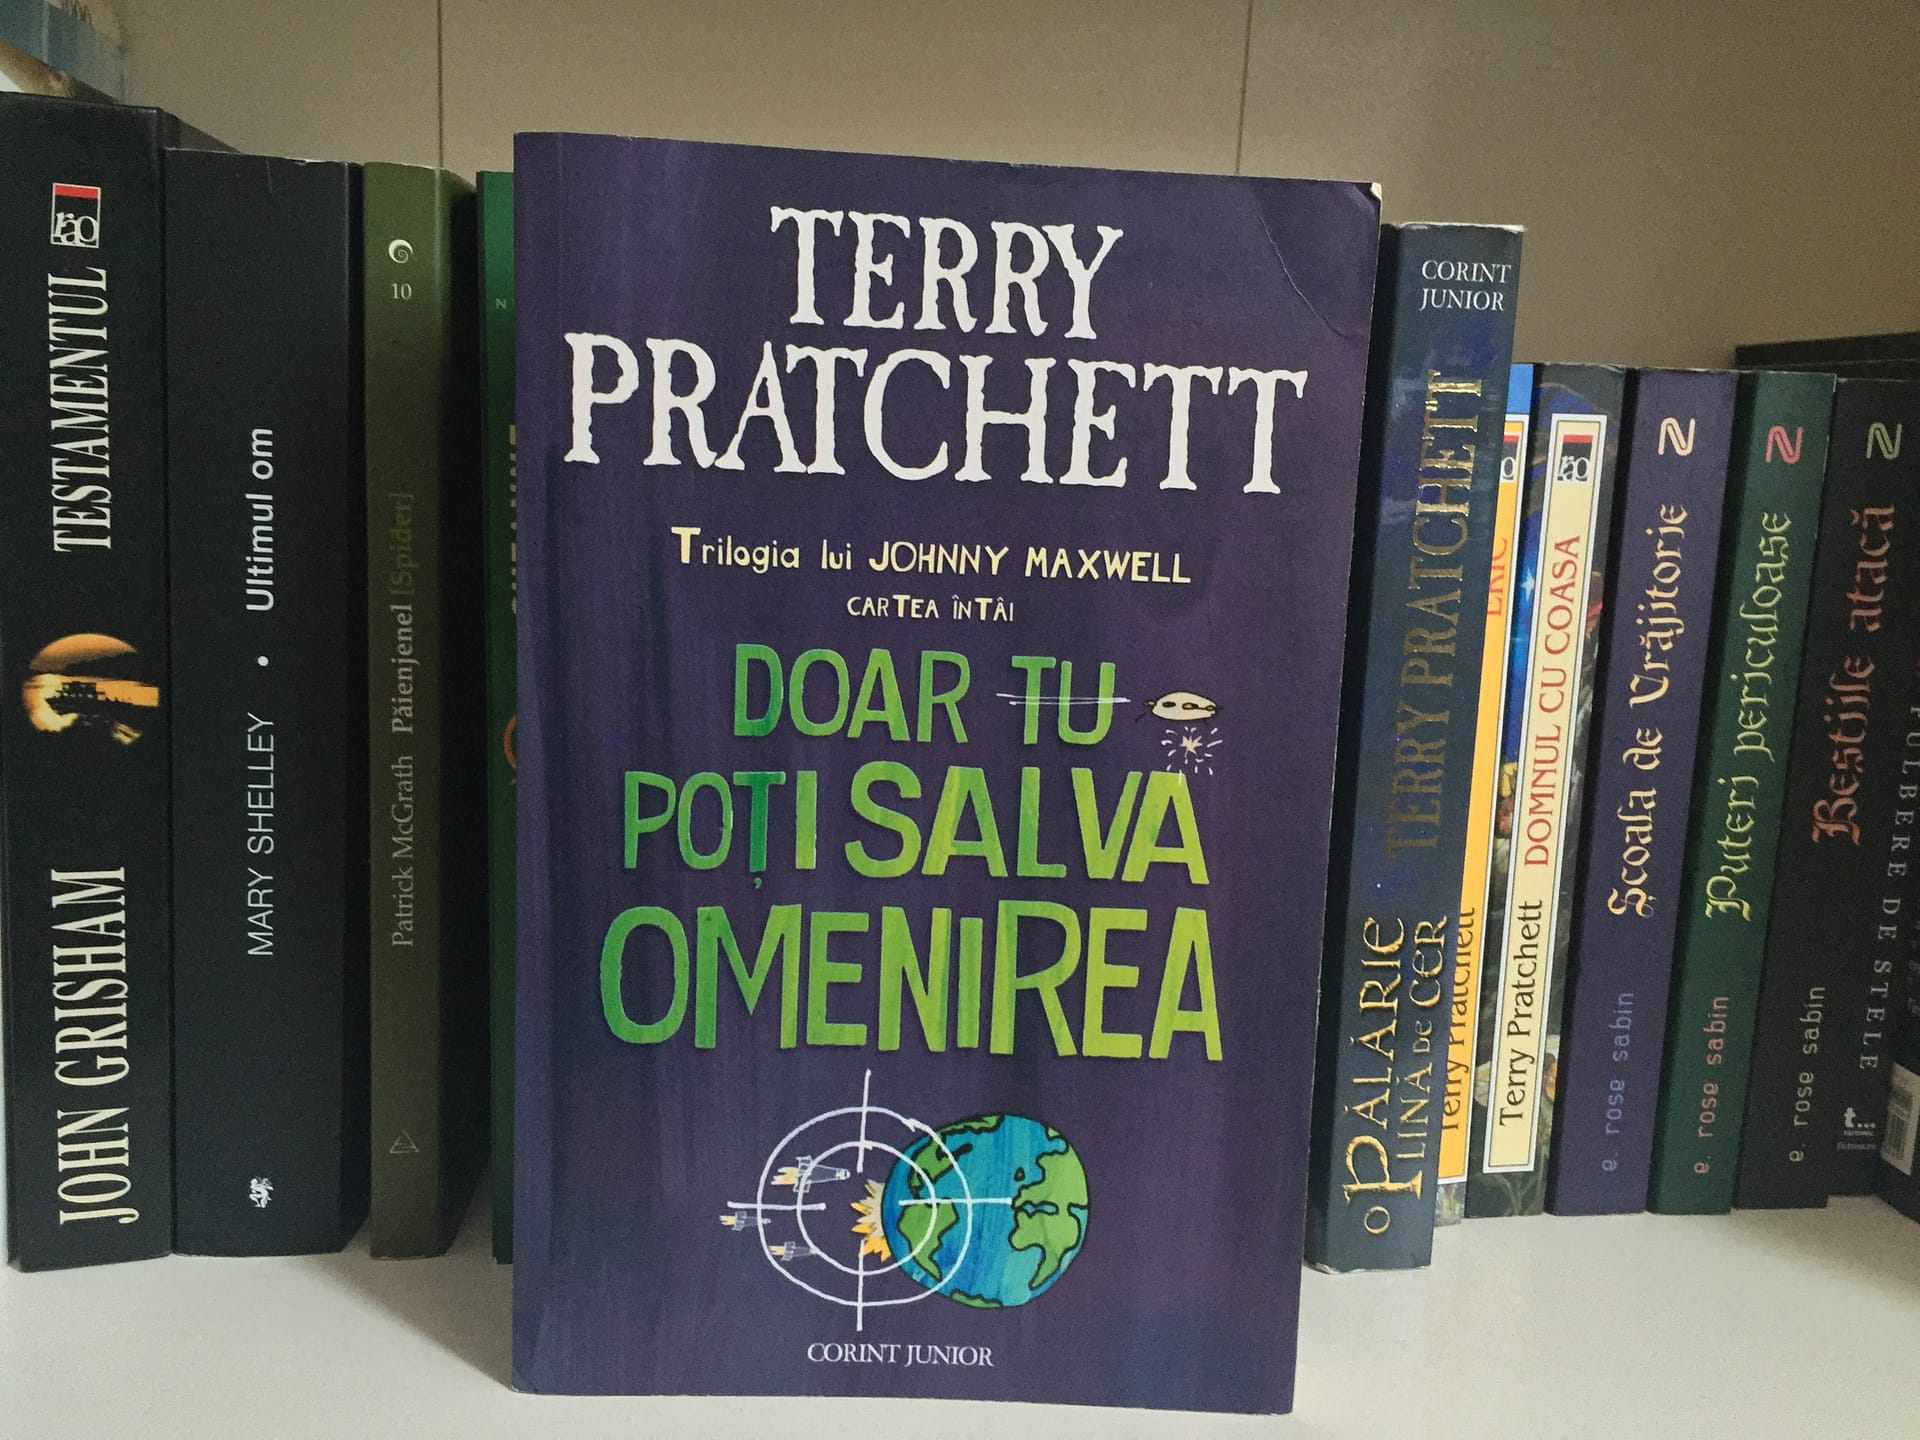 rao
TESTAMENTUL
JOHN GRISHAM
MARY SHELLEY • Ultimul om
10
Patrick McGrath Păienjenel [Spider]
TERRY
PRATCHETT
Trilogia lui JOHNNY MAXWELL
CARTEA ÎNTÂI
DOAR TU
POȚI SALVA
OMENIREA
CORINT JUNIOR
CORINT
JUNIOR
TERRY PRATCHETT
O PĂLĂRIE
LINĂ DE CER
Terry Pratchett ERIC
rao
Terry Pratchett DOMNUL CU COASA
Școala de Vrăjitorie
e. rose sabin
Puteri periculoase
e. rose sabin
Bestiile atacă
e. rose sabin
PULBERE DE STELE